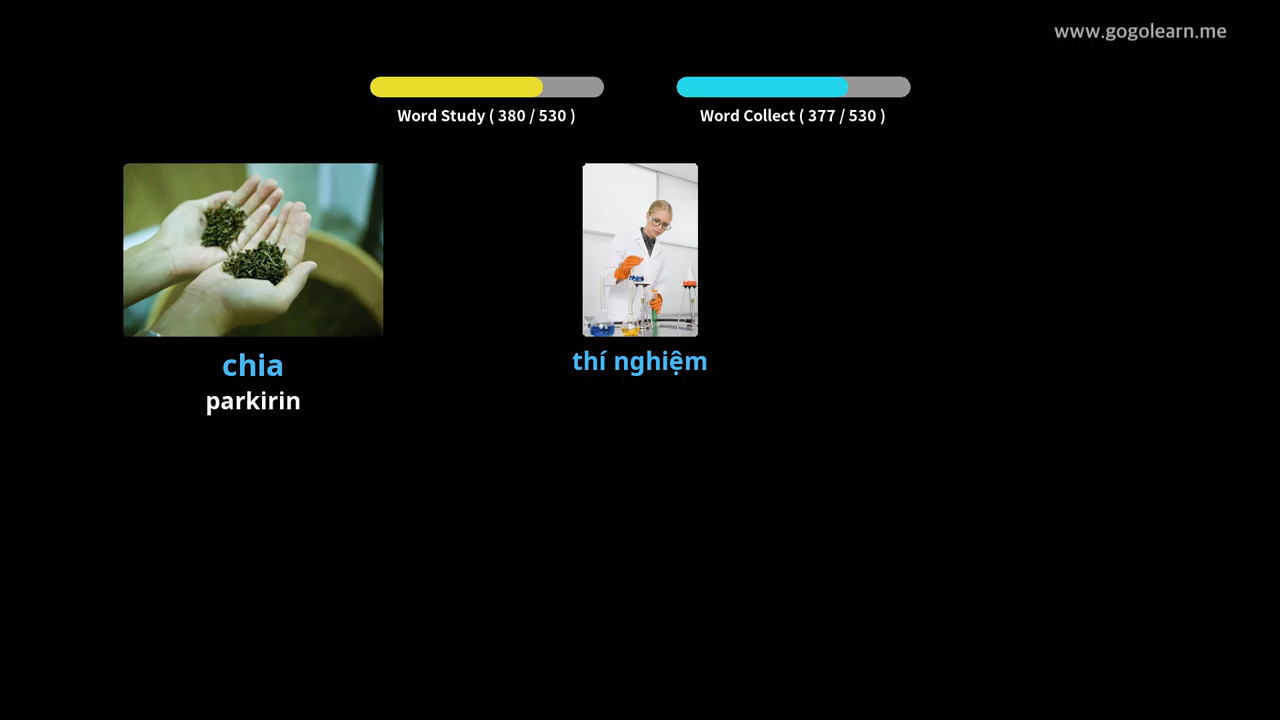 www.gogolearn.me
Word Study ( 380 / 530 )
Word Collect ( 377 / 530 )
chia
parkirin
thí nghiệm